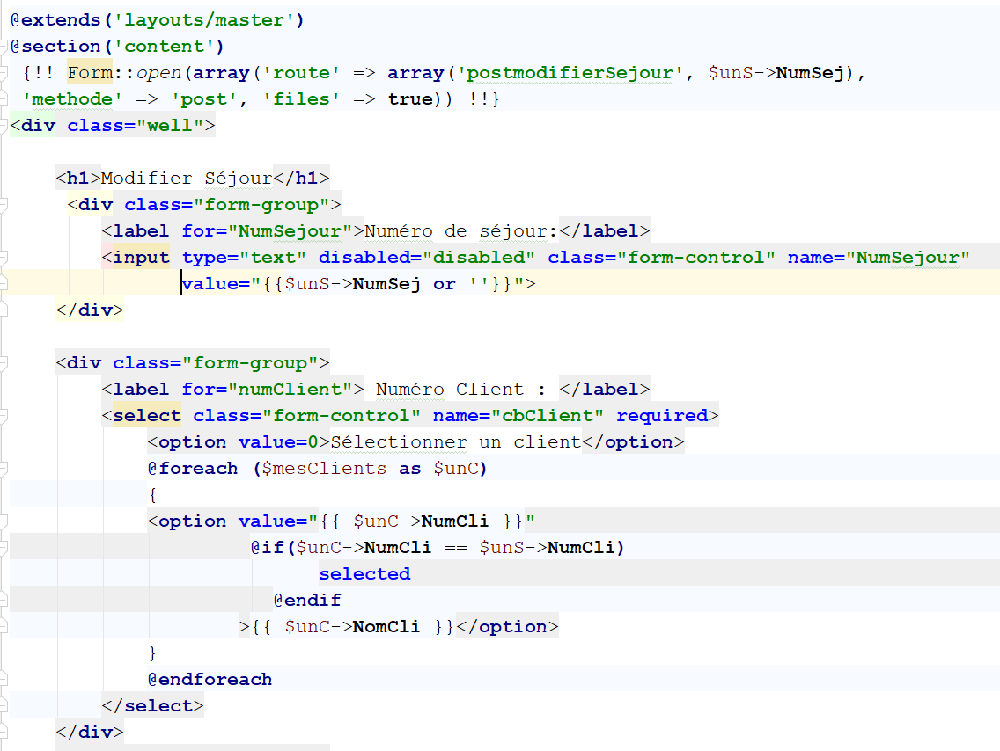 @extends('layouts/master')
@section('content')
{!! Form::open(array('route' => array('postmodifierSejour', $unS->NumSej),
'methode' => 'post', 'files' => true)) !!}
<div class="well">
<h1>Modifier Séjour</h1>
<div class="form-group">
<label for="NumSejour">Numéro de séjour:</label>
<input type="text" disabled="disabled" class="form-control" name="NumSejour"
value="{{$unS->NumSej or ''}}">
</div>
<div class="form-group">
<label for="numClient"> Numéro Client : </label>
<select class="form-control" name="cbClient" required>
<option value=0>Sélectionner un client</option>
@foreach ($mesClients as $unC)
{
<option value="{{ $unC->NumCli }}"
@if($unC->NumCli == $unS->NumCli)
selected
@endif
>{{ $unC->NomCli }}</option>
}
@endforeach
</select>
</div>